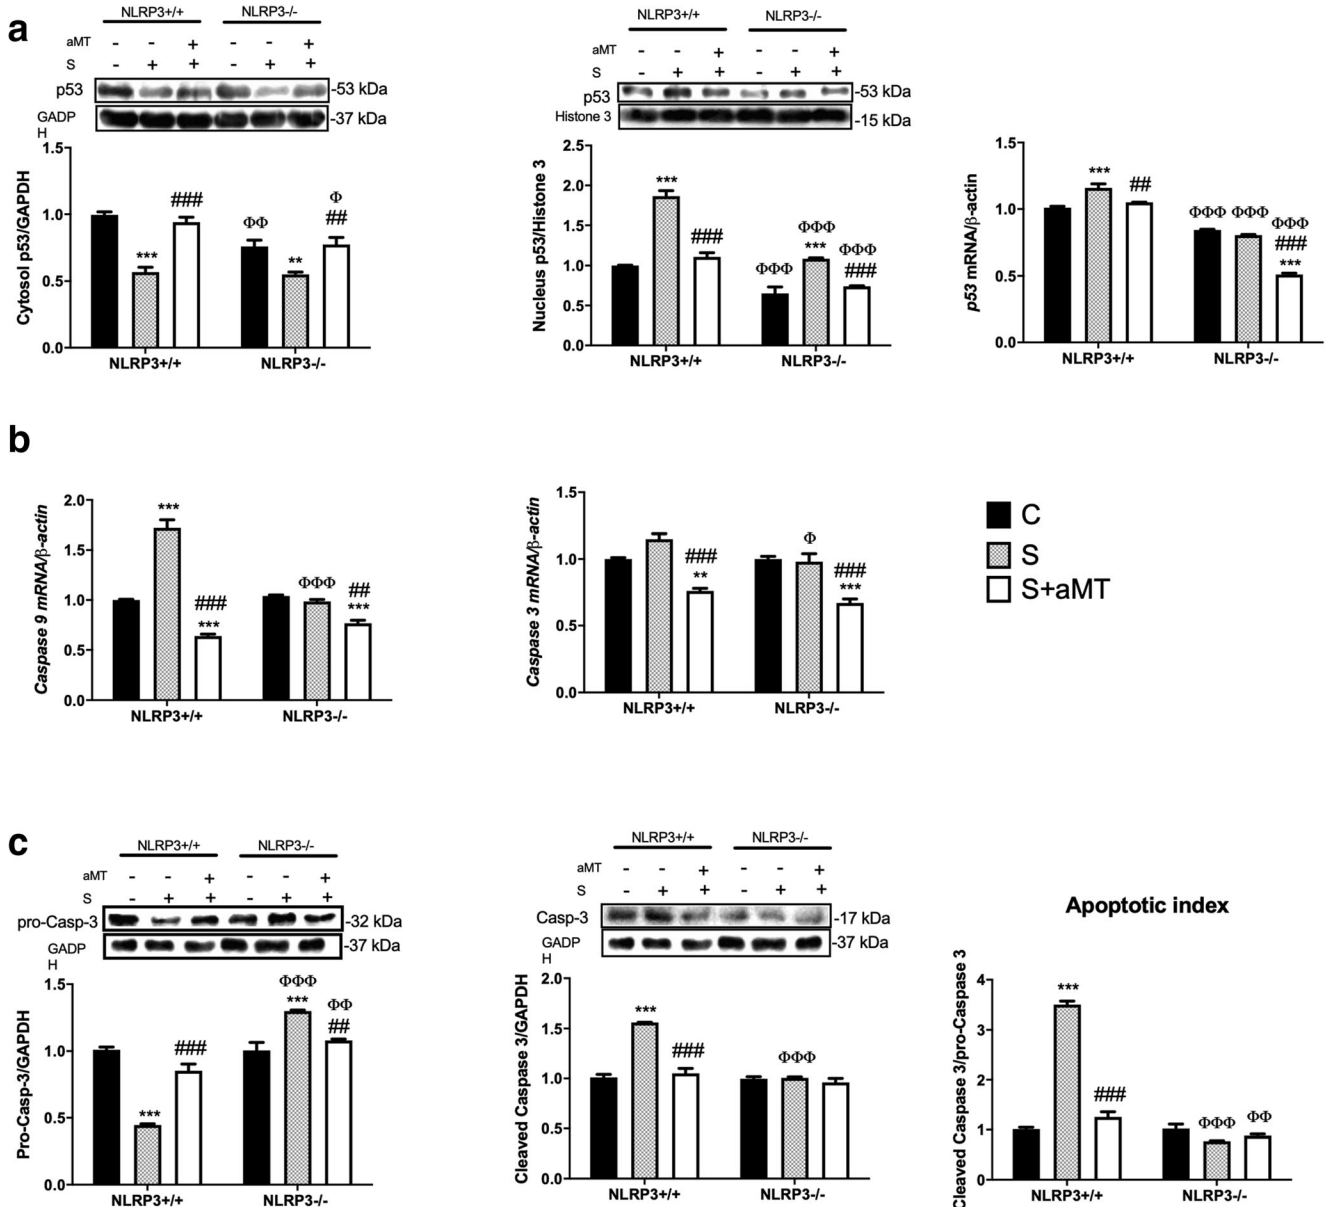 a
NLRP3+/+ NLRP3-/-
aMT - - + - - +
S - + + - + +
p53 -53 kDa
GADP
H
-37 kDa
Cytosol p53/GAPDH
1.5
1.0
0.5
0.0
*** ### ΦΦ ** Φ
##
NLRP3+/+ NLRP3-/-
NLRP3+/+ NLRP3-/-
aMT - - + - - +
S - + + - + +
p53 -53 kDa
Histone 3 -15 kDa
Nucleus p53/Histone 3
2.5
2.0
1.5
1.0
0.5
0.0
*** ### ΦΦΦ ΦΦΦ
*** ΦΦΦ
###
NLRP3+/+ NLRP3-/-
p53 mRNA/β-actin
1.5
1.0
0.5
0.0
*** ## ΦΦΦ ΦΦΦ ΦΦΦ
###
***
NLRP3+/+ NLRP3-/-
b
Caspase 9 mRNA/β-actin
2.0
1.5
1.0
0.5
0.0
*** ###
*** ΦΦΦ ##
***
NLRP3+/+ NLRP3-/-
Caspase 3 mRNA/β-actin
1.5
1.0
0.5
0.0
###
** Φ ###
***
NLRP3+/+ NLRP3-/-
C
S
S+aMT
c
NLRP3+/+ NLRP3-/-
aMT - - + - - +
S - + + - + +
pro-Casp-3 -32 kDa
GADP
H
-37 kDa
Pro-Casp-3/GAPDH
1.5
1.0
0.5
0.0
*** ### ΦΦΦ
*** ΦΦ
##
NLRP3+/+ NLRP3-/-
NLRP3+/+ NLRP3-/-
aMT - - + - - +
S - + + - + +
Casp-3 -17 kDa
GADP
H
-37 kDa
Cleaved Caspase 3/GAPDH
2.0
1.5
1.0
0.5
0.0
*** ### ΦΦΦ
NLRP3+/+ NLRP3-/-
Apoptotic index
Cleaved Caspase 3/pro-Caspase 3
4
3
2
1
0
*** ### ΦΦΦ ΦΦ
NLRP3+/+ NLRP3-/-